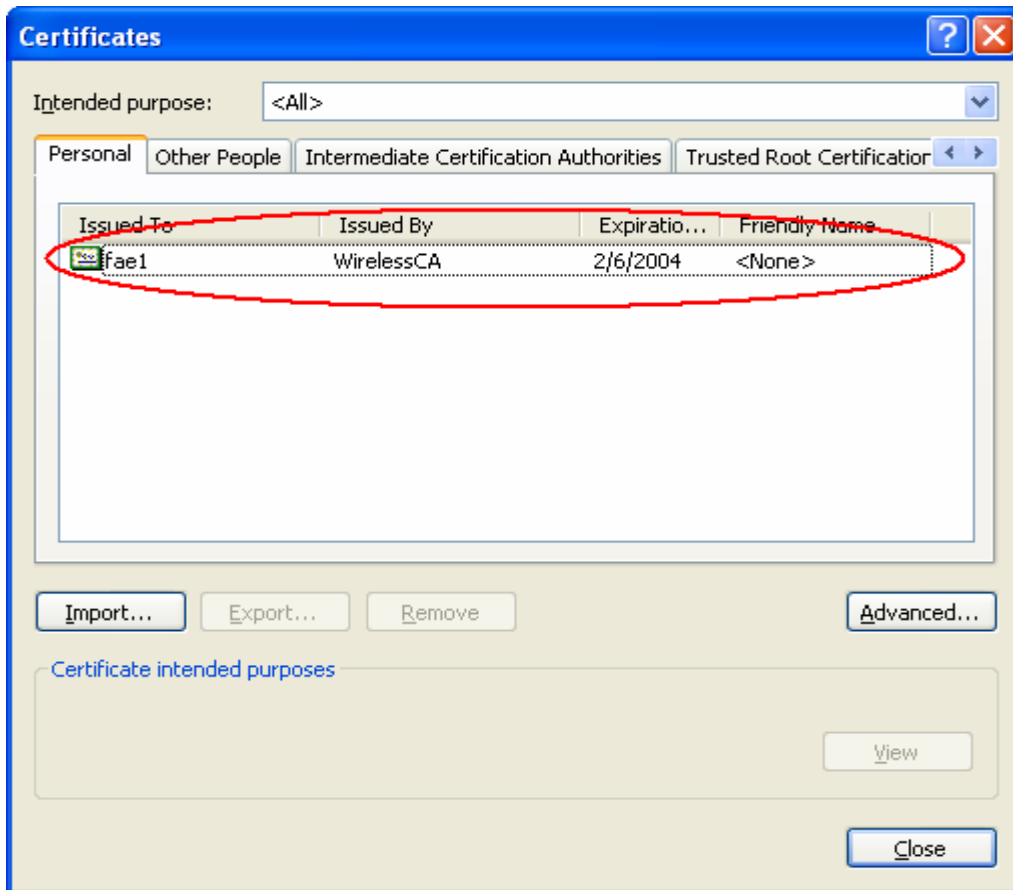 Certificates
Intended purpose: <All>
Personal Other People Intermediate Certification Authorities Trusted Root Certification
Issued To Issued By Expiratio... Friendly Name
fae1 WirelessCA 2/6/2004 <None>
Import... Export... Remove Advanced...
Certificate intended purposes
View
Close